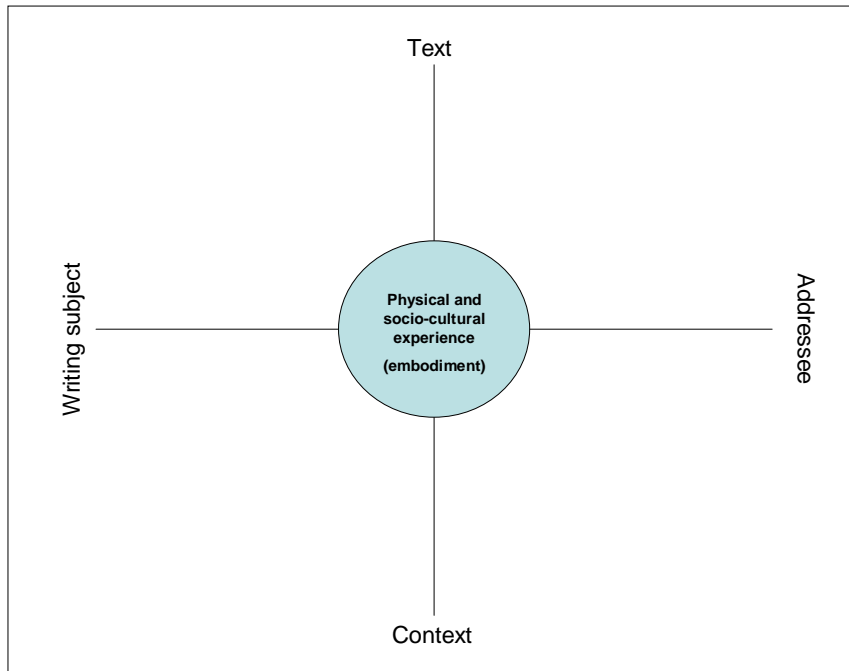 Text
Writing subject
Physical and
socio-cultural
experience
(embodiment)
Addressee
Context